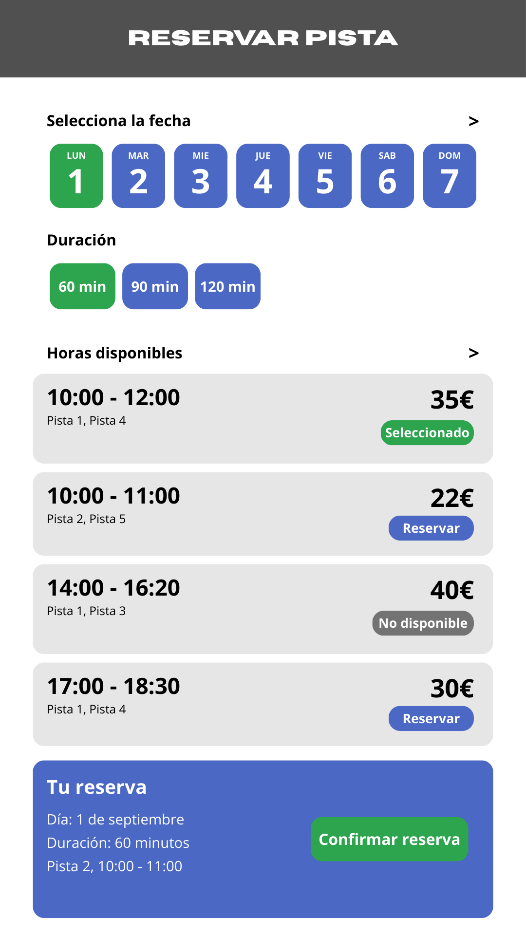 RESERVAR PISTA
Selecciona la fecha >
LUN MAR MIE JUE VIE SAB DOM
1 2 3 4 5 6 7
Duración
60 min 90 min 120 min
Horas disponibles >
10:00 - 12:00 35€
Pista 1, Pista 4
Seleccionado
10:00 - 11:00 22€
Pista 2, Pista 5
Reservar
14:00 - 16:20 40€
Pista 1, Pista 3
No disponible
17:00 - 18:30 30€
Pista 1, Pista 4
Reservar
Tu reserva
Día: 1 de septiembre
Duración: 60 minutos
Pista 2, 10:00 - 11:00
Confirmar reserva